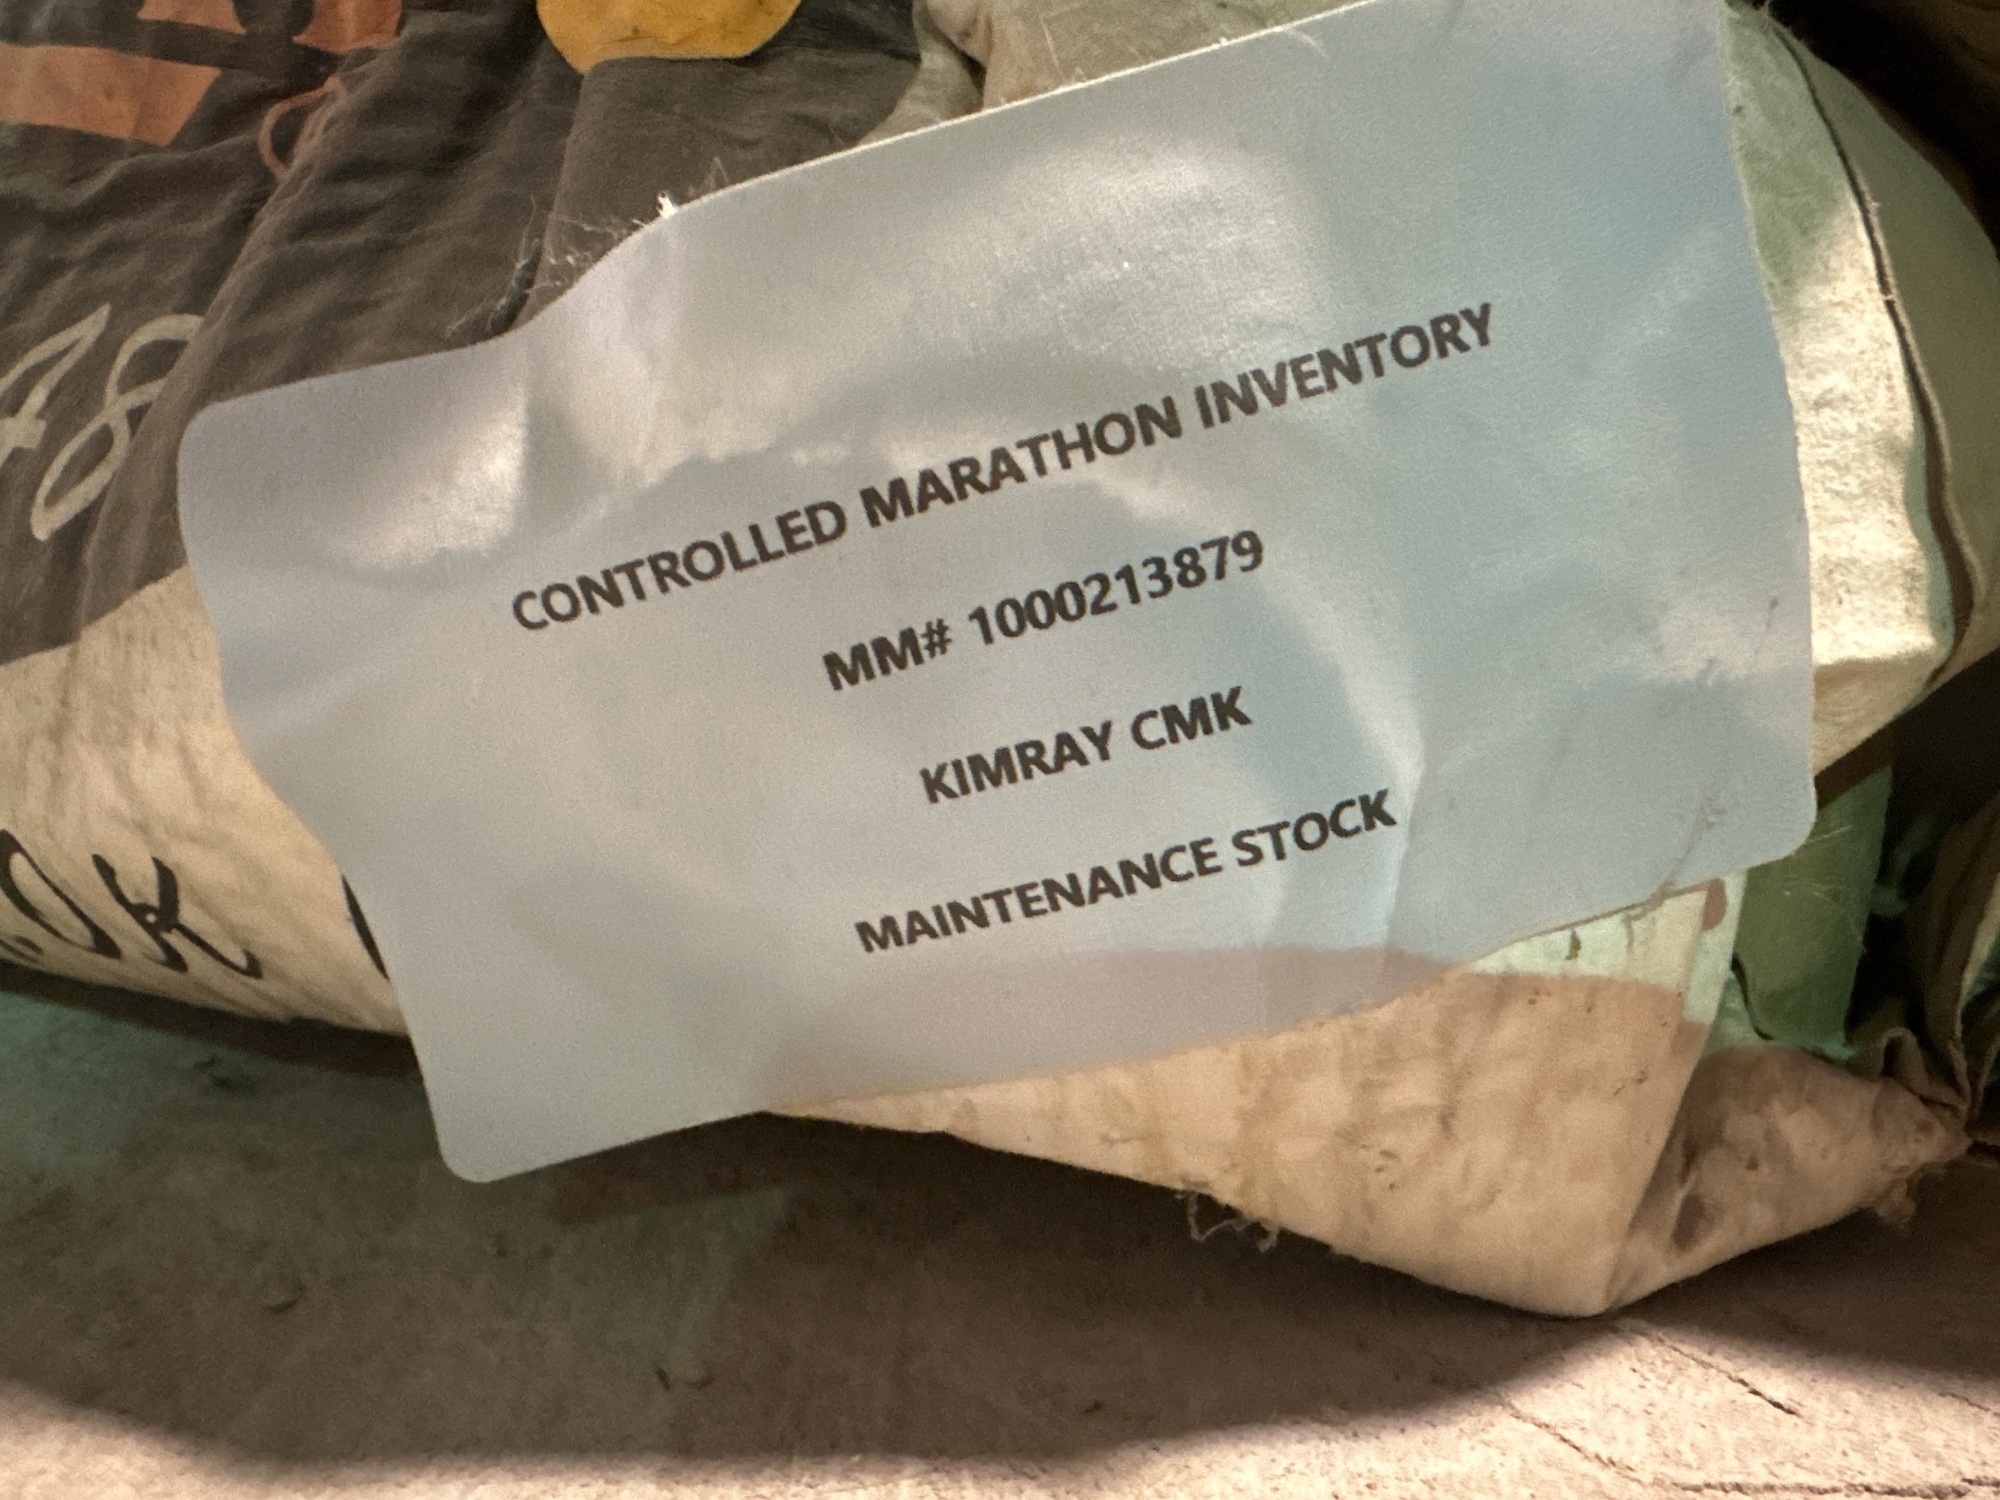 CONTROLLED MARATHON INVENTORY
MM# 1000213879
KIMRAY CMK
MAINTENANCE STOCK